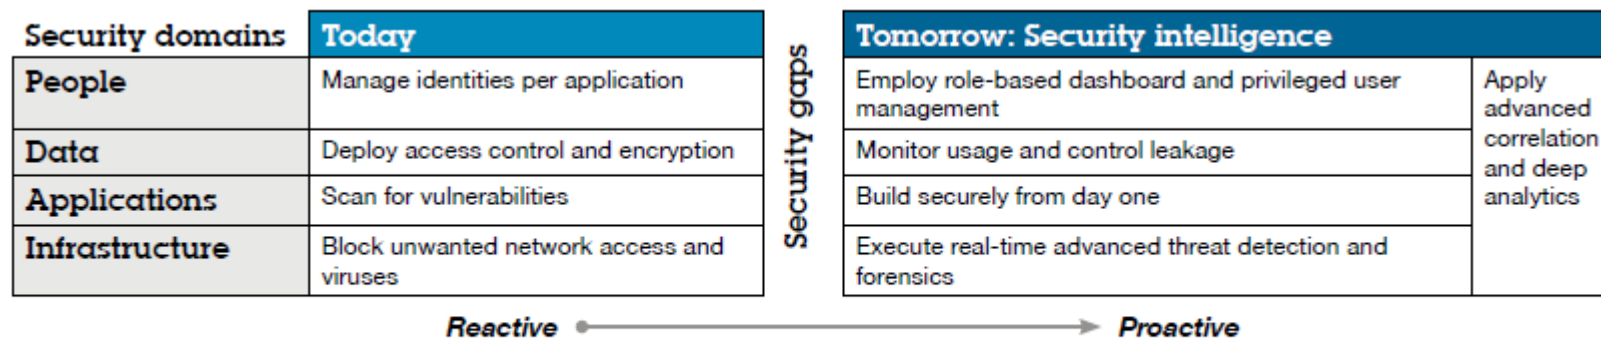 Security domains
Today
Security gaps
Tomorrow: Security intelligence
People
Manage identities per application
Employ role-based dashboard and privileged user
management
Apply
advanced
correlation
and deep
analytics
Data
Deploy access control and encryption
Monitor usage and control leakage
Applications
Scan for vulnerabilities
Build securely from day one
Infrastructure
Block unwanted network access and
viruses
Execute real-time advanced threat detection and
forensics
Reactive
Proactive